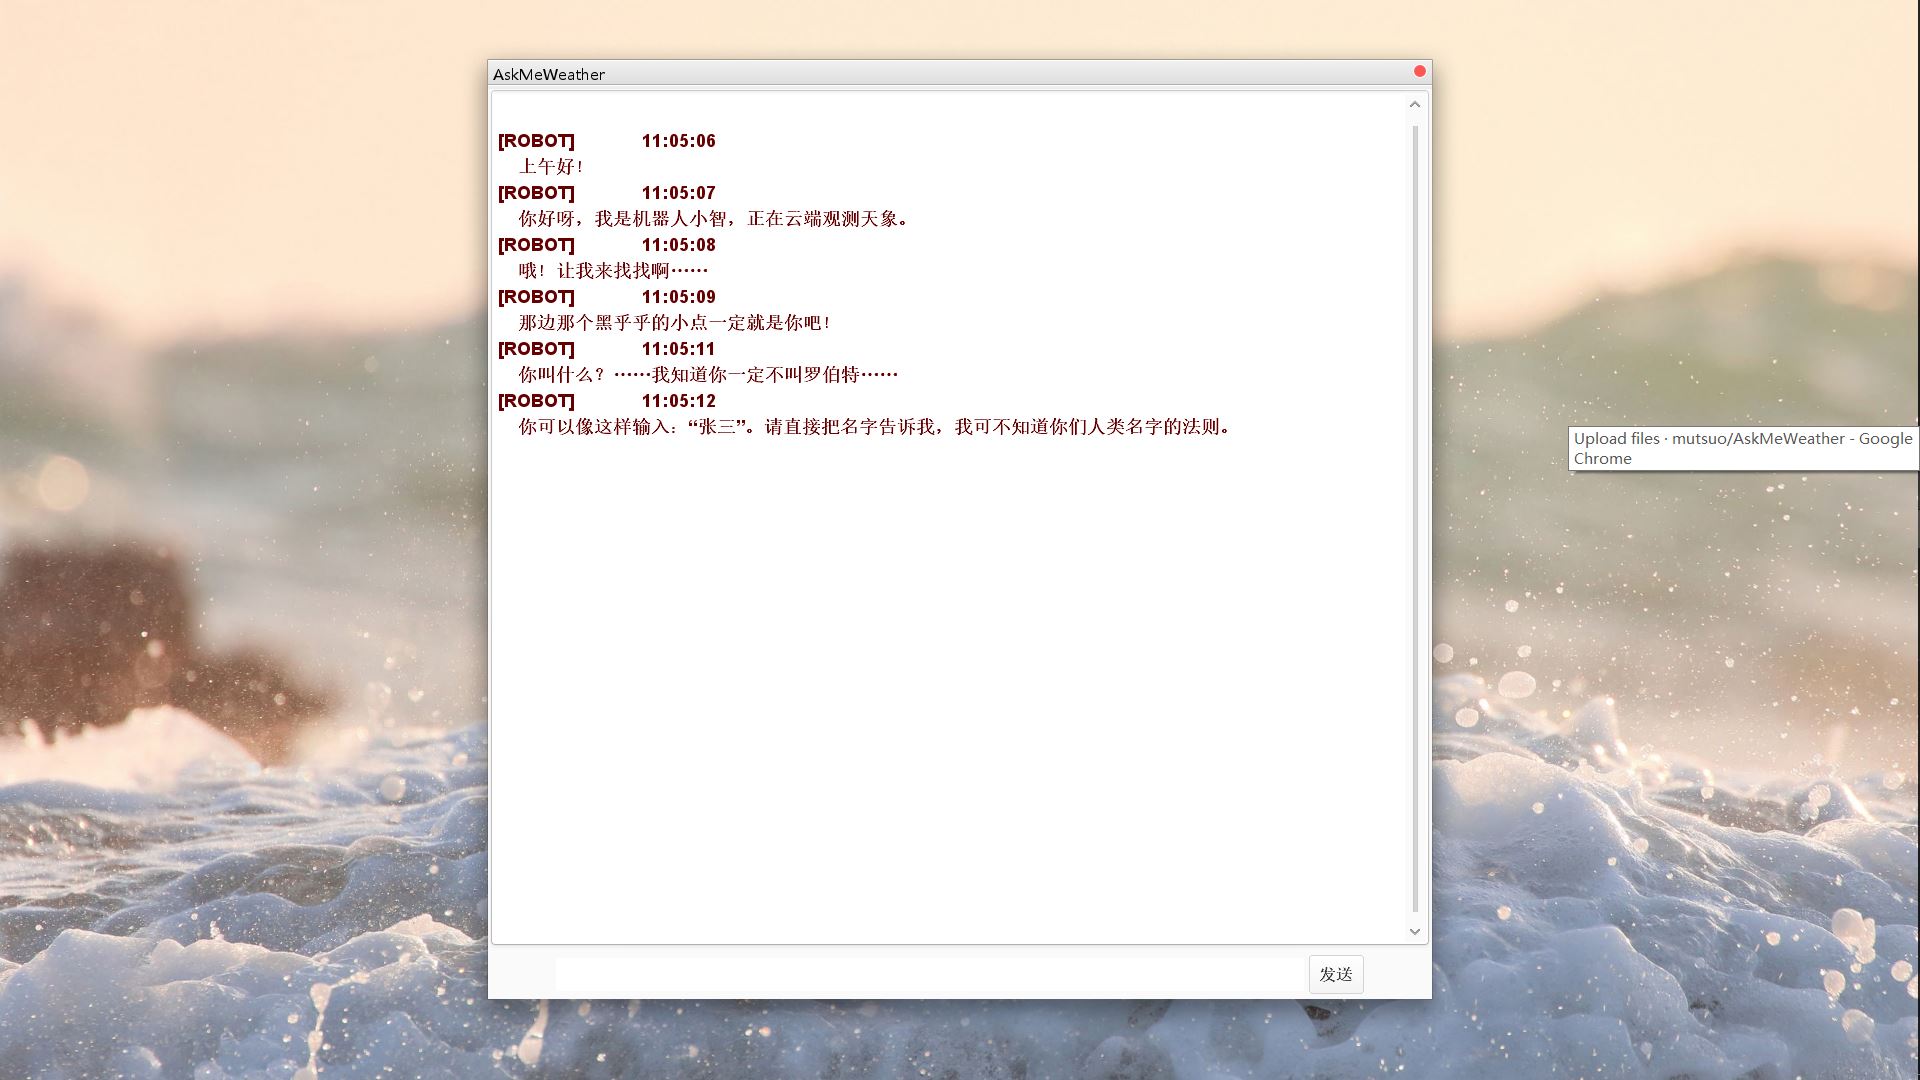 AskMeWeather
[ROBOT] 11:05:06
上午好！
[ROBOT] 11:05:07
你好呀，我是机器人小智，正在云端观测天象。
[ROBOT] 11:05:08
哦！让我来找找啊……
[ROBOT] 11:05:09
那边那个黑乎乎的小点一定就是你吧！
[ROBOT] 11:05:11
你叫什么？……我知道你一定不叫罗伯特……
[ROBOT] 11:05:12
你可以像这样输入：“张三”。请直接把名字告诉我，我可不知道你们人类名字的法则。
Upload files · mutsuo/AskMeWeather - Google
Chrome
发送